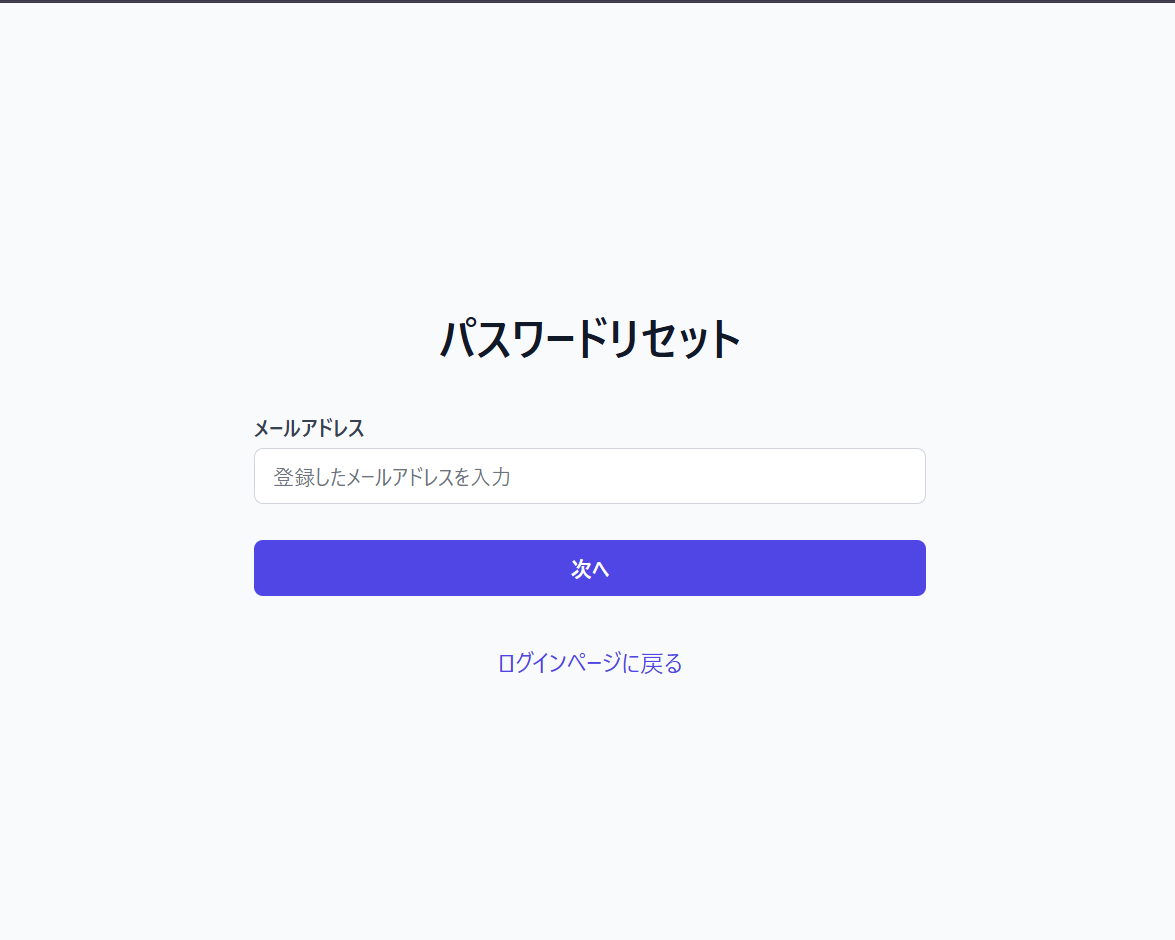 パスワードリセット
メールアドレス
登録したメールアドレスを入力
次へ
ログインページに戻る